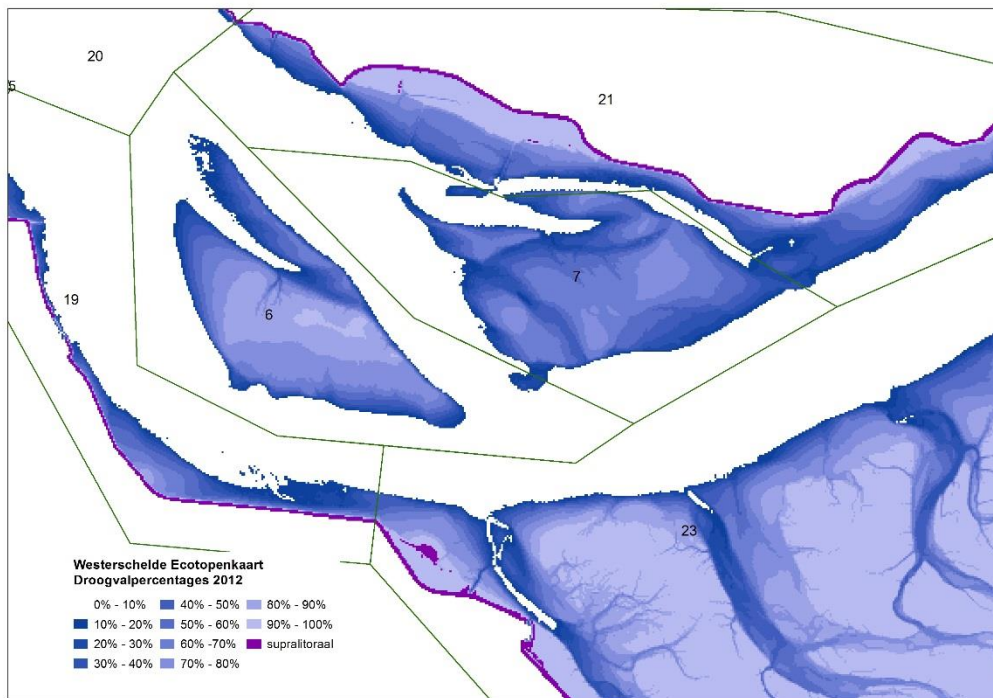 20
5
21
7
19
6
23
Westerschelde Ecotopenkaart
Droogvalpercentages 2012
0% - 10% 40% - 50% 80% - 90%
10% - 20% 50% - 60% 90% - 100%
20% - 30% 60% -70% supralitoraal
30% - 40% 70% - 80%